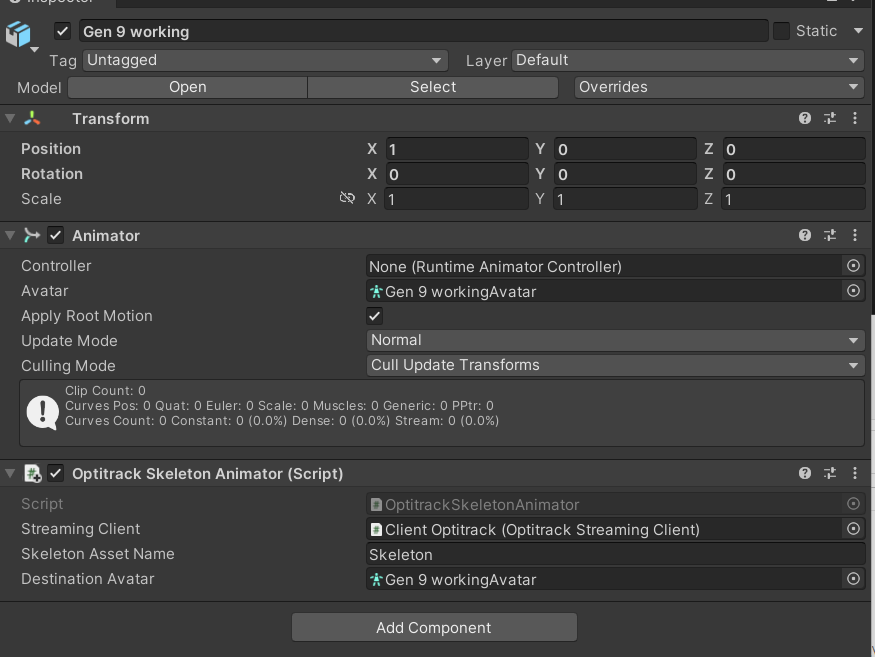 Inspector
Gen 9 working
Static
Tag Untagged Layer Default
Model Open Select Overrides
Transform
Position X 1 Y 0 Z 0
Rotation X 0 Y 0 Z 0
Scale X 1 Y 1 Z 1
Animator
Controller None (Runtime Animator Controller)
Avatar Gen 9 workingAvatar
Apply Root Motion
Update Mode Normal
Culling Mode Cull Update Transforms
Clip Count: 0
Curves Pos: 0 Quat: 0 Euler: 0 Scale: 0 Muscles: 0 Generic: 0 PPtr: 0
Curves Count: 0 Constant: 0 (0.0%) Dense: 0 (0.0%) Stream: 0 (0.0%)
Optitrack Skeleton Animator (Script)
Script OptitrackSkeletonAnimator
Streaming Client Client Optitrack (Optitrack Streaming Client)
Skeleton Asset Name Skeleton
Destination Avatar Gen 9 workingAvatar
Add Component